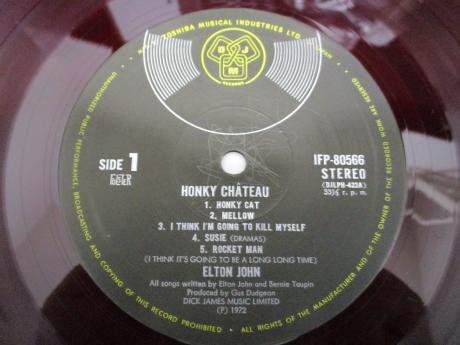 TOSHIBA MUSICAL INDUSTRIES LTD.
D J M
RECORDS
SIDE 1
IFP-80566
STEREO
(DJLPH-423A)
33⅓ r. p. m.
HONKY CHÂTEAU
1. HONKY CAT
2. MELLOW
3. I THINK I'M GOING TO KILL MYSELF
4. SUSIE (DRAMAS)
5. ROCKET MAN
(I THINK IT'S GOING TO BE A LONG LONG TIME)
ELTON JOHN
All songs written by Elton John and Bernie Taupin
Produced by Gus Dudgeon
DICK JAMES MUSIC LIMITED
(P) 1972
UNAUTHORIZED PUBLIC PERFORMANCE, BROADCASTING AND COPYING OF THIS RECORD PROHIBITED • ALL RIGHTS OF THE MANUFACTURER AND OF THE OWNER OF THE RECORDED WORK ARE RESERVED.